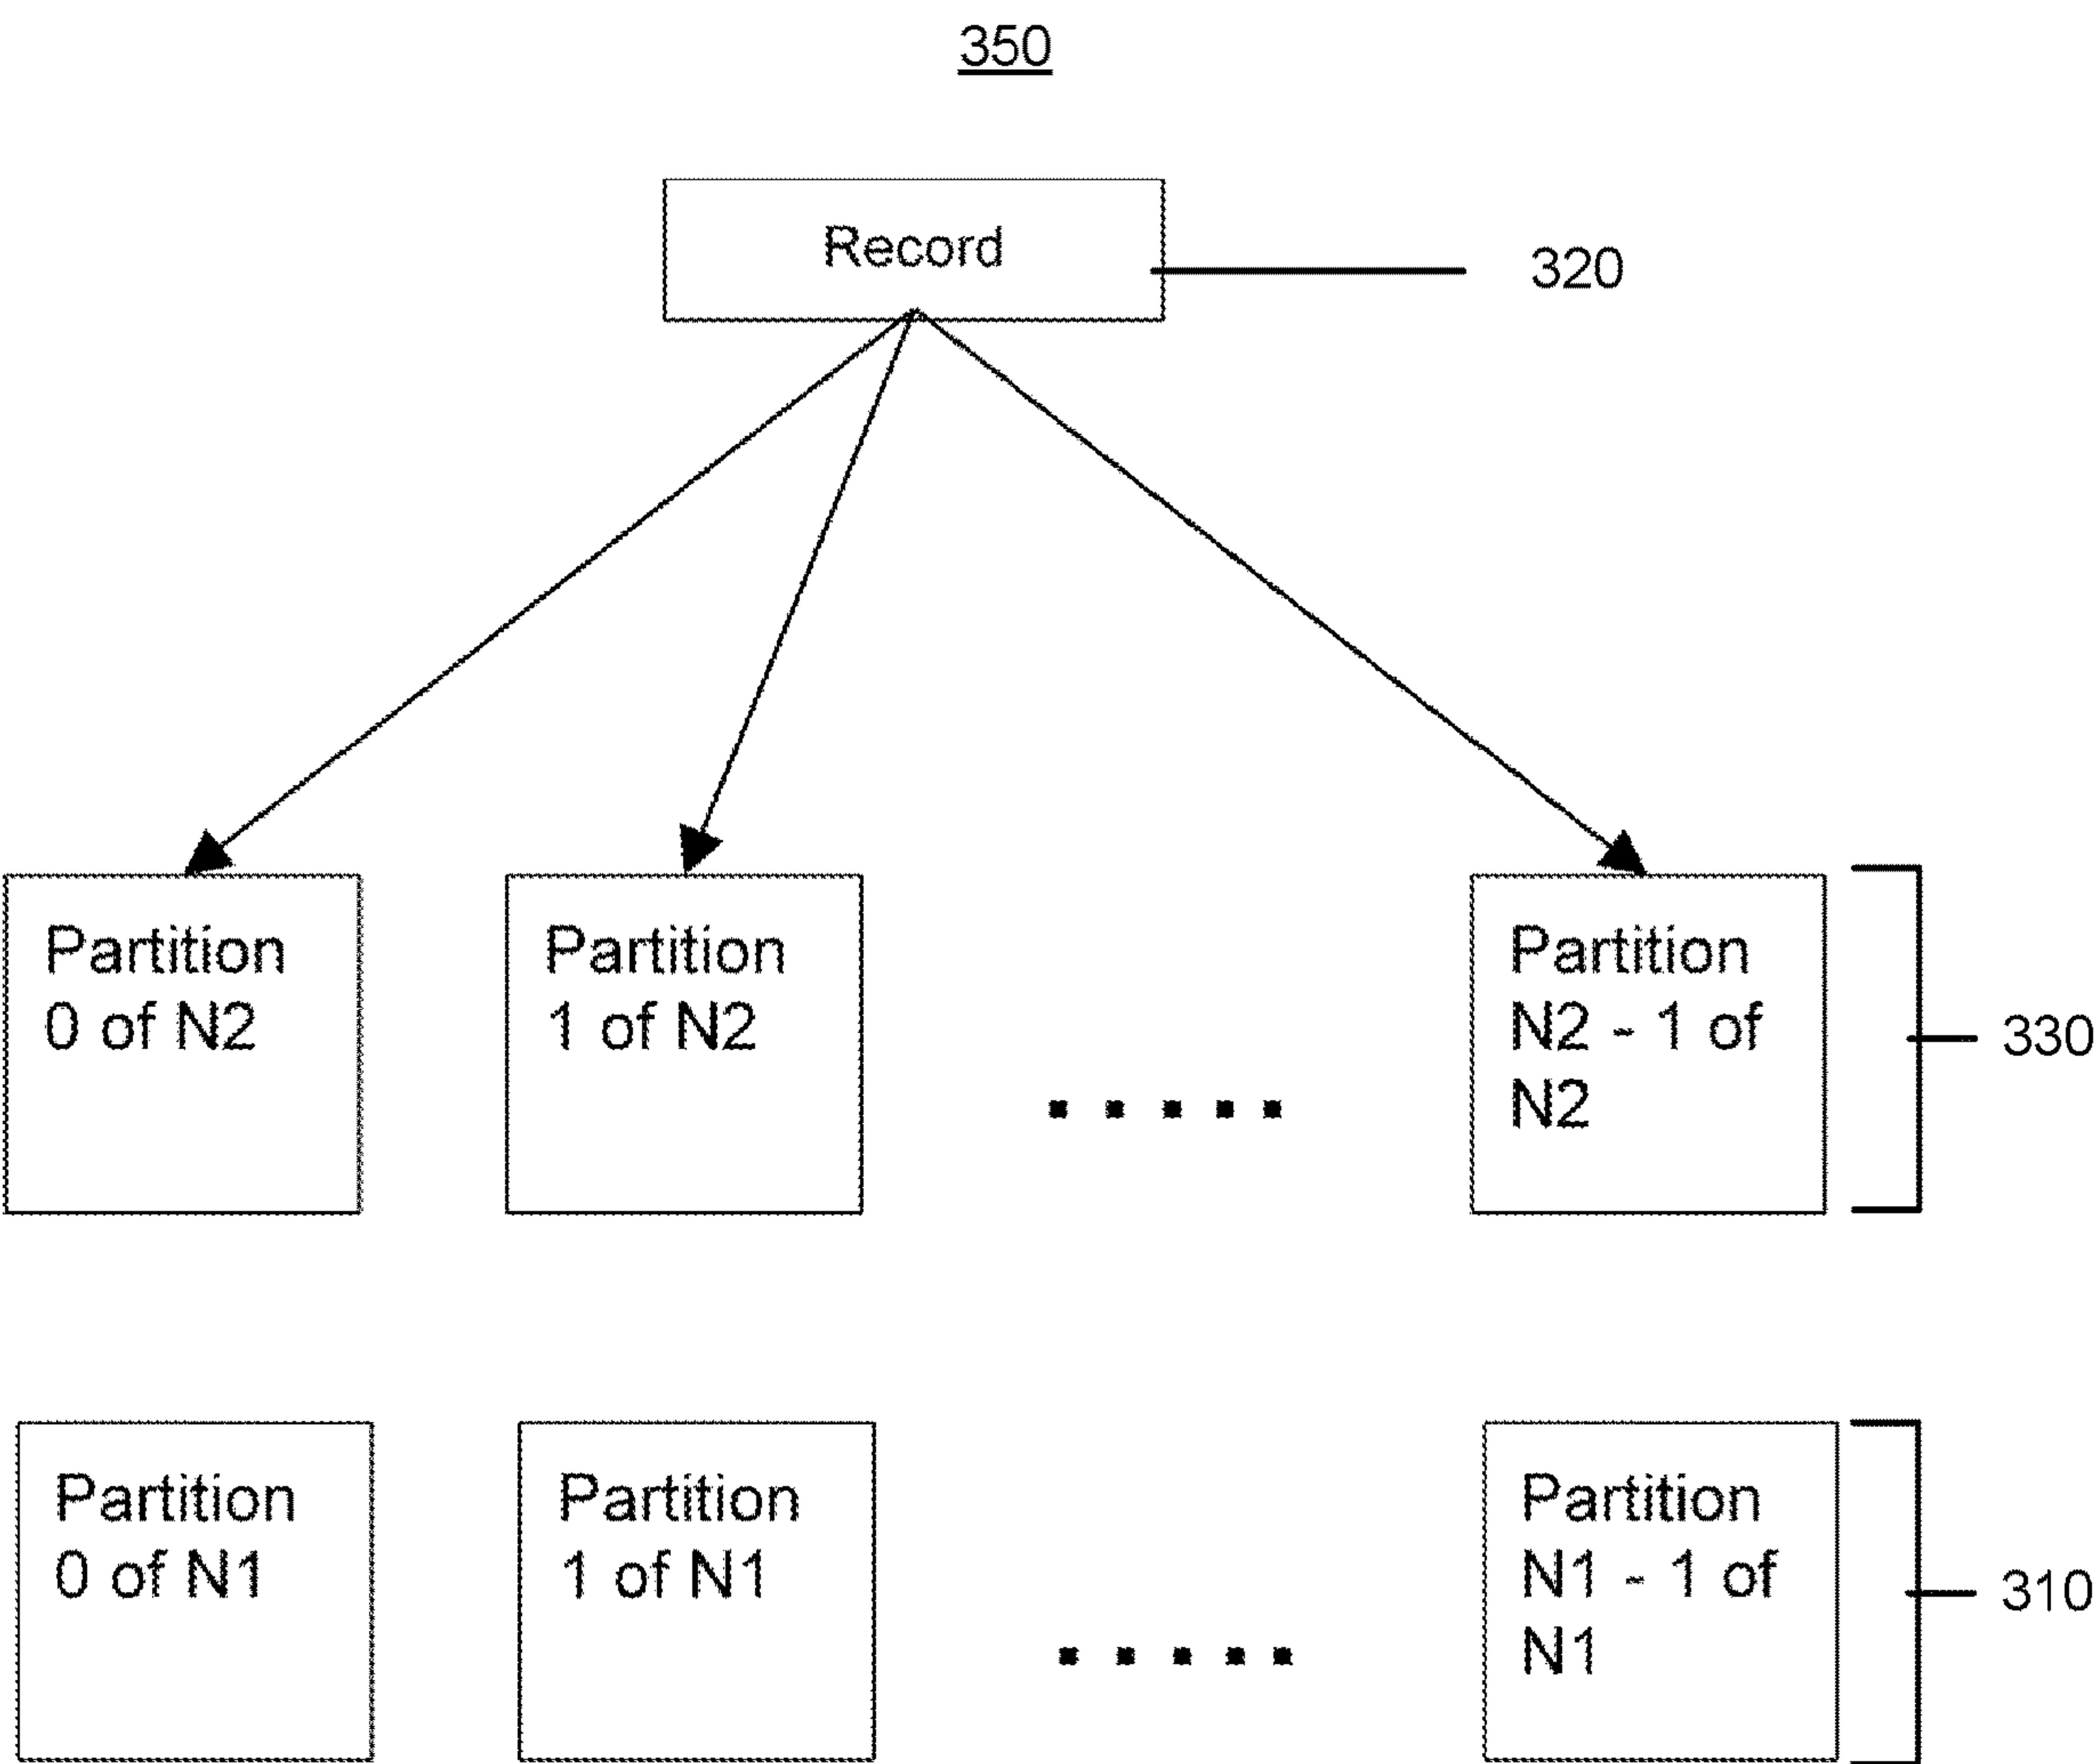 350
Record
320
Partition
0 of N2
Partition
1 of N2
Partition
N2 - 1 of
N2
330
Partition
0 of N1
Partition
1 of N1
Partition
N1 - 1 of
N1
310